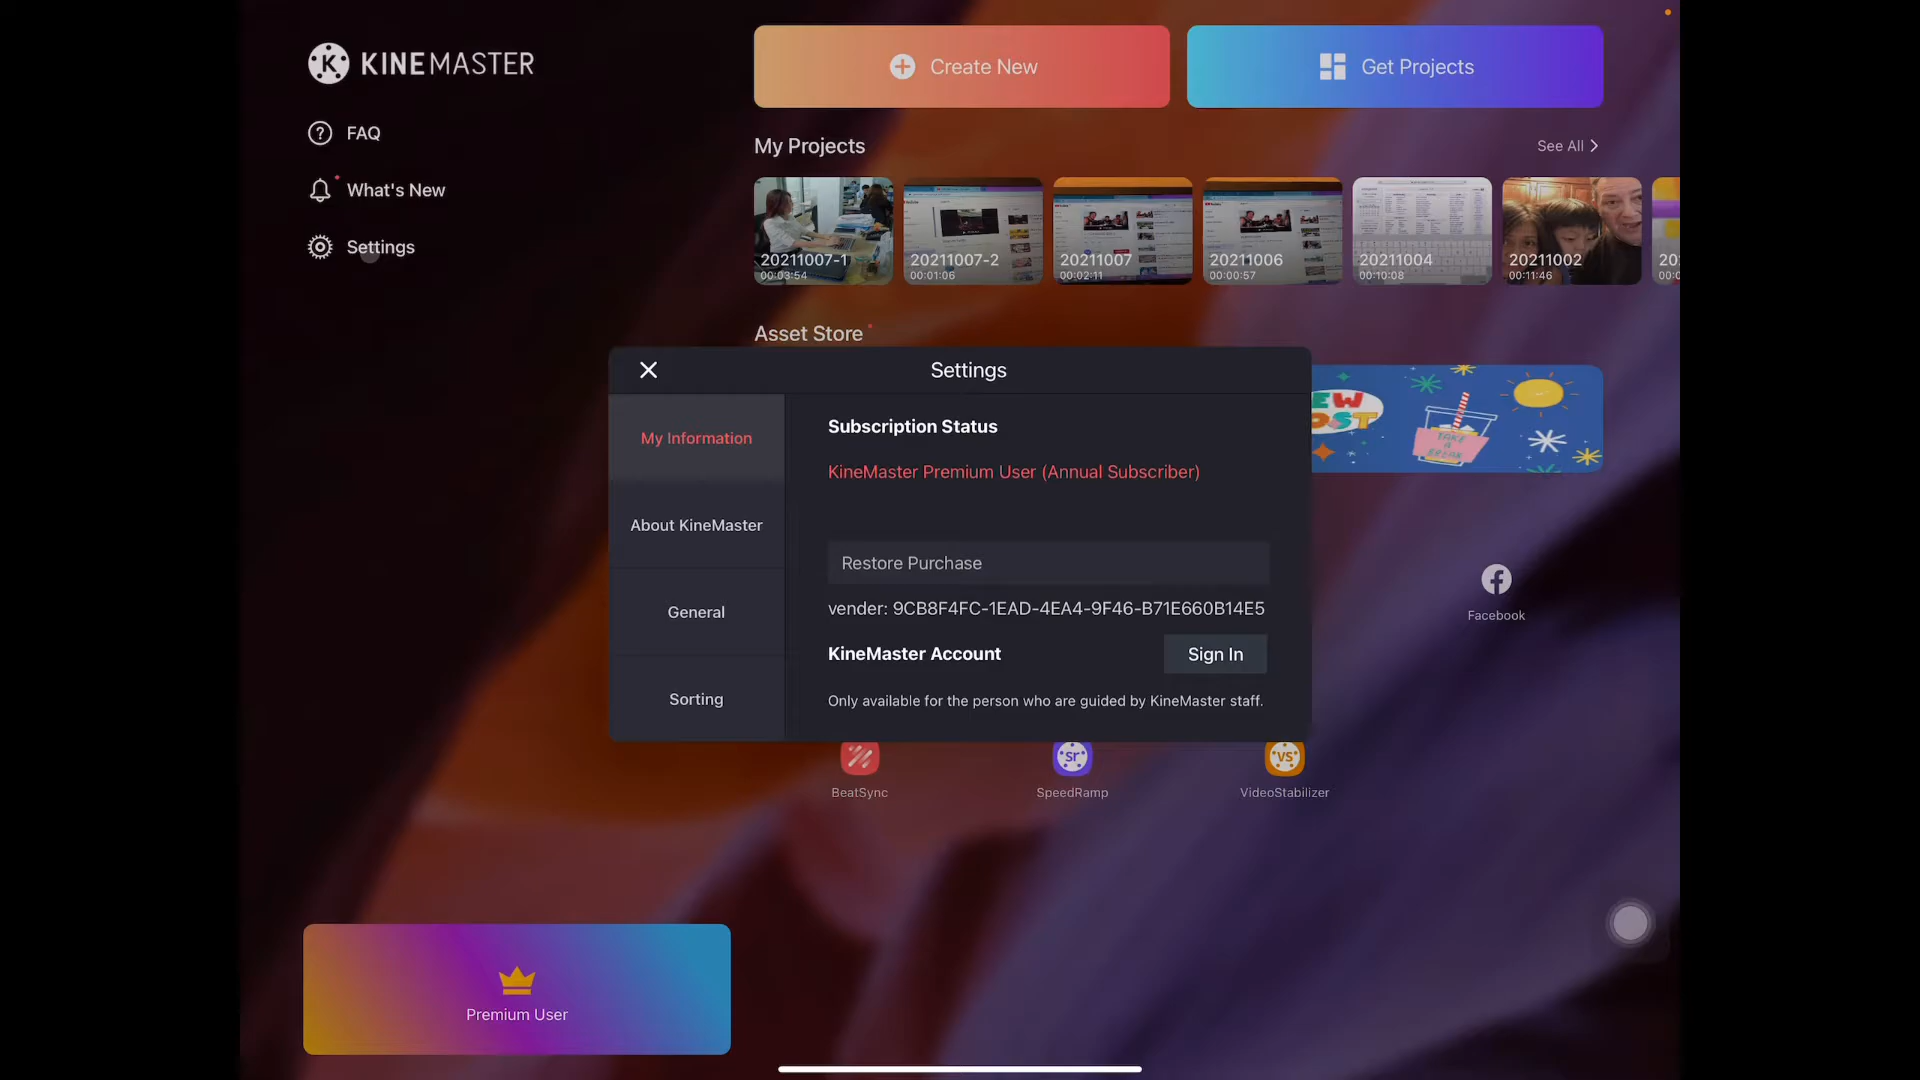 KINEMASTER
FAQ
What's New
Settings
Create New
Get Projects
My Projects
See All
20211007-1
00:03:54
20211007-2
00:01:06
20211007
00:02:11
20211006
00:00:57
20211004
00:10:08
20211002
00:11:46
Asset Store
Settings
My Information
About KineMaster
General
Sorting
Subscription Status
KineMaster Premium User (Annual Subscriber)
Restore Purchase
vender: 9CB8F4FC-1EAD-4EA4-9F46-B71E660B14E5
KineMaster Account
Sign In
Only available for the person who are guided by KineMaster staff.
TAKE A BREAK
Facebook
sr
vs
BeatSync
SpeedRamp
VideoStabilizer
Premium User